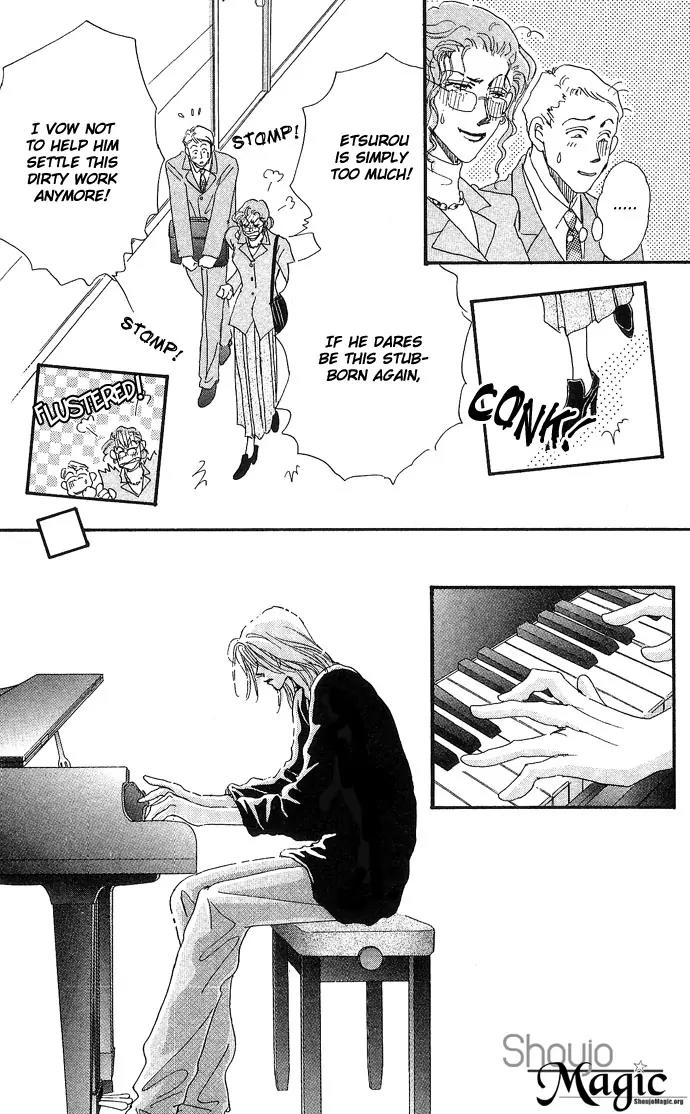 .....
ETSUROU
IS SIMPLY
TOO MUCH!
STOMP!
I VOW NOT
TO HELP HIM
SETTLE THIS
DIRTY WORK
ANYMORE!
IF HE DARES
BE THIS STUB-
BORN AGAIN,
STOMP!
CONK!!
FLUSTERED!
Shoujo
Magic
ShoujoMagic.org